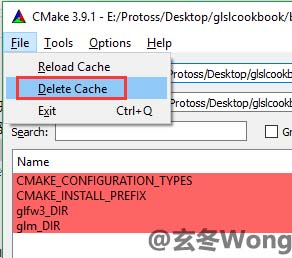 CMake 3.9.1 - E:/Protoss/Desktop/glslcookbook/b
File Tools Options Help
Reload Cache
Delete Cache
Exit Ctrl+Q
Protoss/Desktop/glslcookbook
Protoss/Desktop/glslcookbook/
Search:
Name
CMAKE_CONFIGURATION_TYPES
CMAKE_INSTALL_PREFIX
glfw3_DIR
glm_DIR
@玄冬Wong